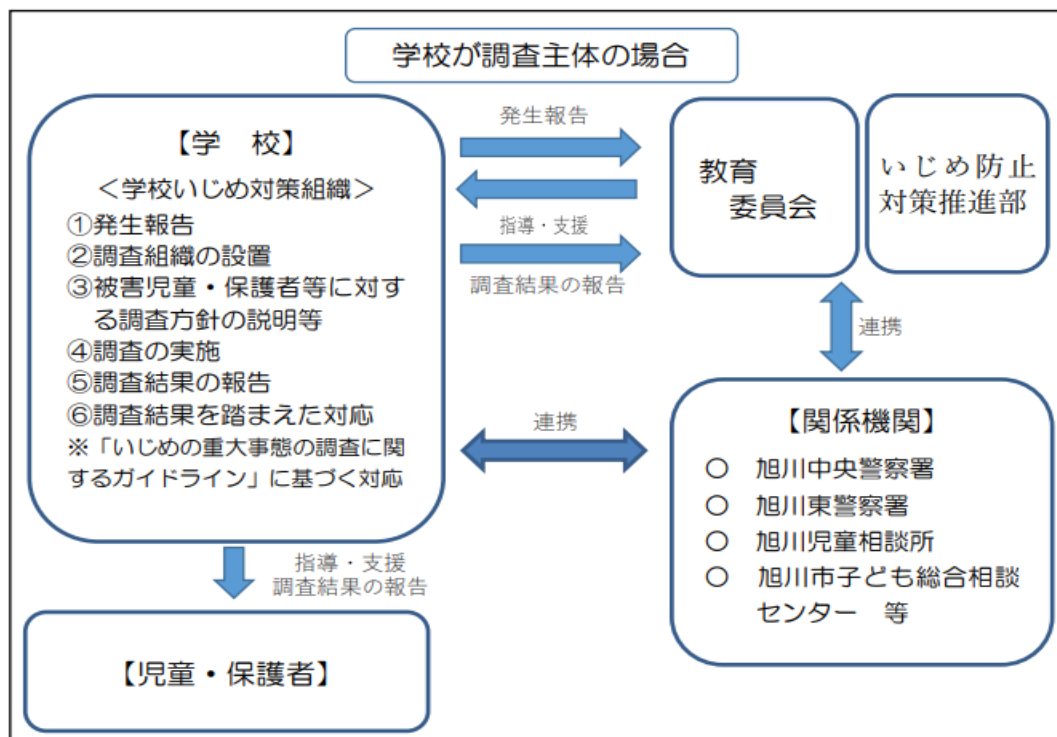 学校が調査主体の場合
【学　校】
＜学校いじめ対策組織＞
①発生報告
②調査組織の設置
③被害児童・保護者等に対す
る調査方針の説明等
④調査の実施
⑤調査結果の報告
⑥調査結果を踏まえた対応
※「いじめの重大事態の調査に関
するガイドライン」に基づく対応
発生報告
指導・支援
調査結果の報告
教育
委員会
いじめ防止
対策推進部
連携
連携
【関係機関】
○　旭川中央警察署
○　旭川東警察署
○　旭川児童相談所
○　旭川市子ども総合相談
センター　等
指導・支援
調査結果の報告
【児童・保護者】